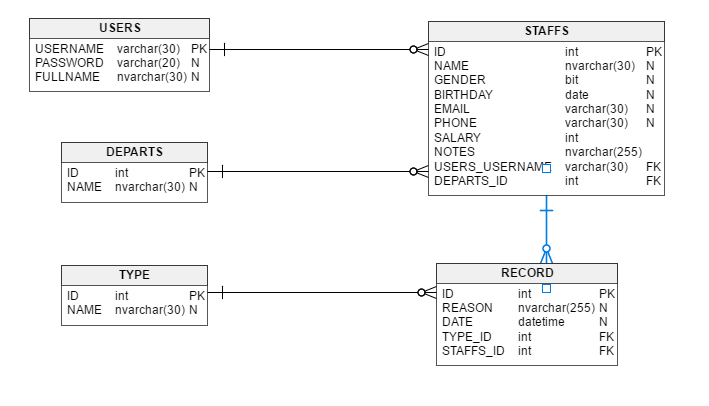 USERS
USERNAME varchar(30) PK
PASSWORD varchar(20) N
FULLNAME nvarchar(30) N
STAFFS
ID int PK
NAME nvarchar(30) N
GENDER bit N
BIRTHDAY date N
EMAIL varchar(30) N
PHONE varchar(30) N
SALARY int
NOTES nvarchar(255)
USERS_USERNAME varchar(30) FK
DEPARTS_ID int FK
DEPARTS
ID int PK
NAME nvarchar(30) N
TYPE
ID int PK
NAME nvarchar(30) N
RECORD
ID int PK
REASON nvarchar(255) N
DATE datetime N
TYPE_ID int FK
STAFFS_ID int FK